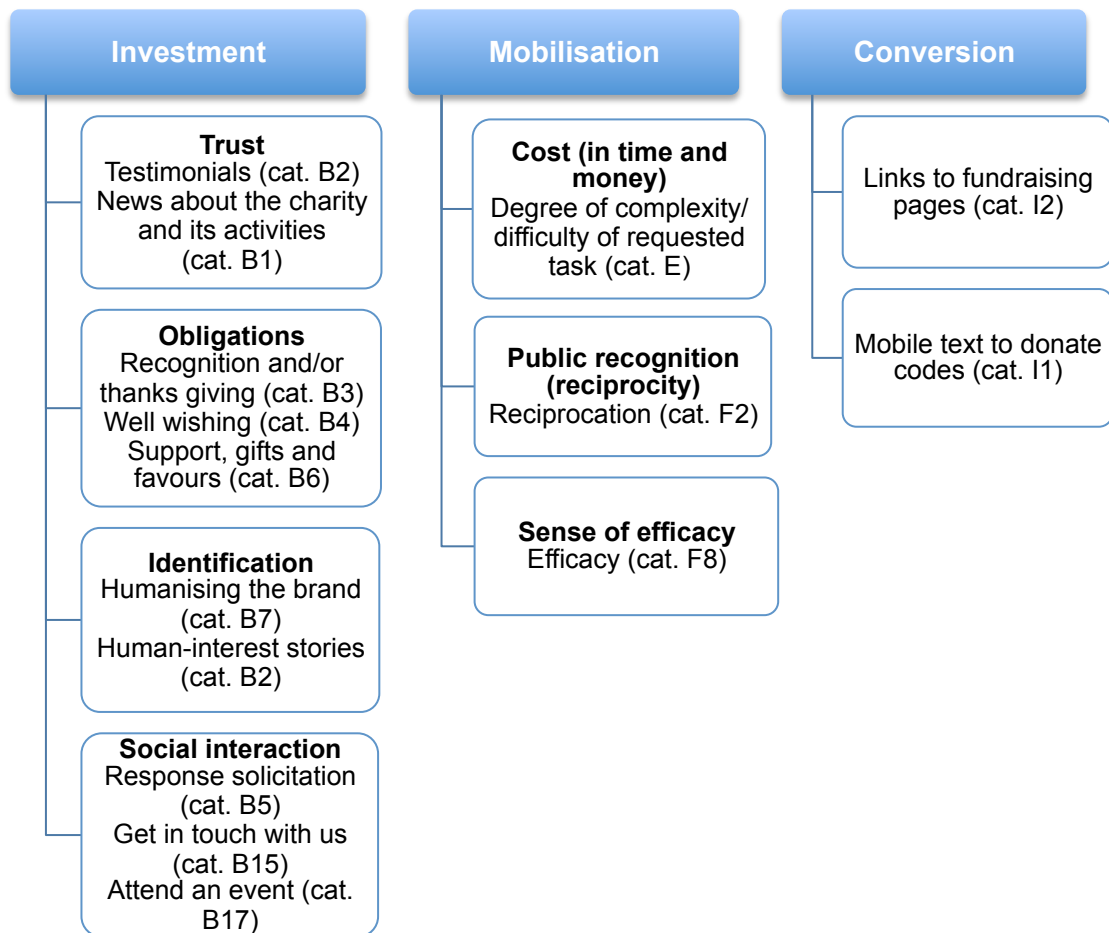 Investment
Trust
Testimonials (cat. B2)
News about the charity
and its activities
(cat. B1)
Obligations
Recognition and/or
thanks giving (cat. B3)
Well wishing (cat. B4)
Support, gifts and
favours (cat. B6)
Identification
Humanising the brand
(cat. B7)
Human-interest stories
(cat. B2)
Social interaction
Response solicitation
(cat. B5)
Get in touch with us
(cat. B15)
Attend an event (cat.
B17)
Mobilisation
Cost (in time and
money)
Degree of complexity/
difficulty of requested
task (cat. E)
Public recognition
(reciprocity)
Reciprocation (cat. F2)
Sense of efficacy
Efficacy (cat. F8)
Conversion
Links to fundraising
pages (cat. I2)
Mobile text to donate
codes (cat. I1)